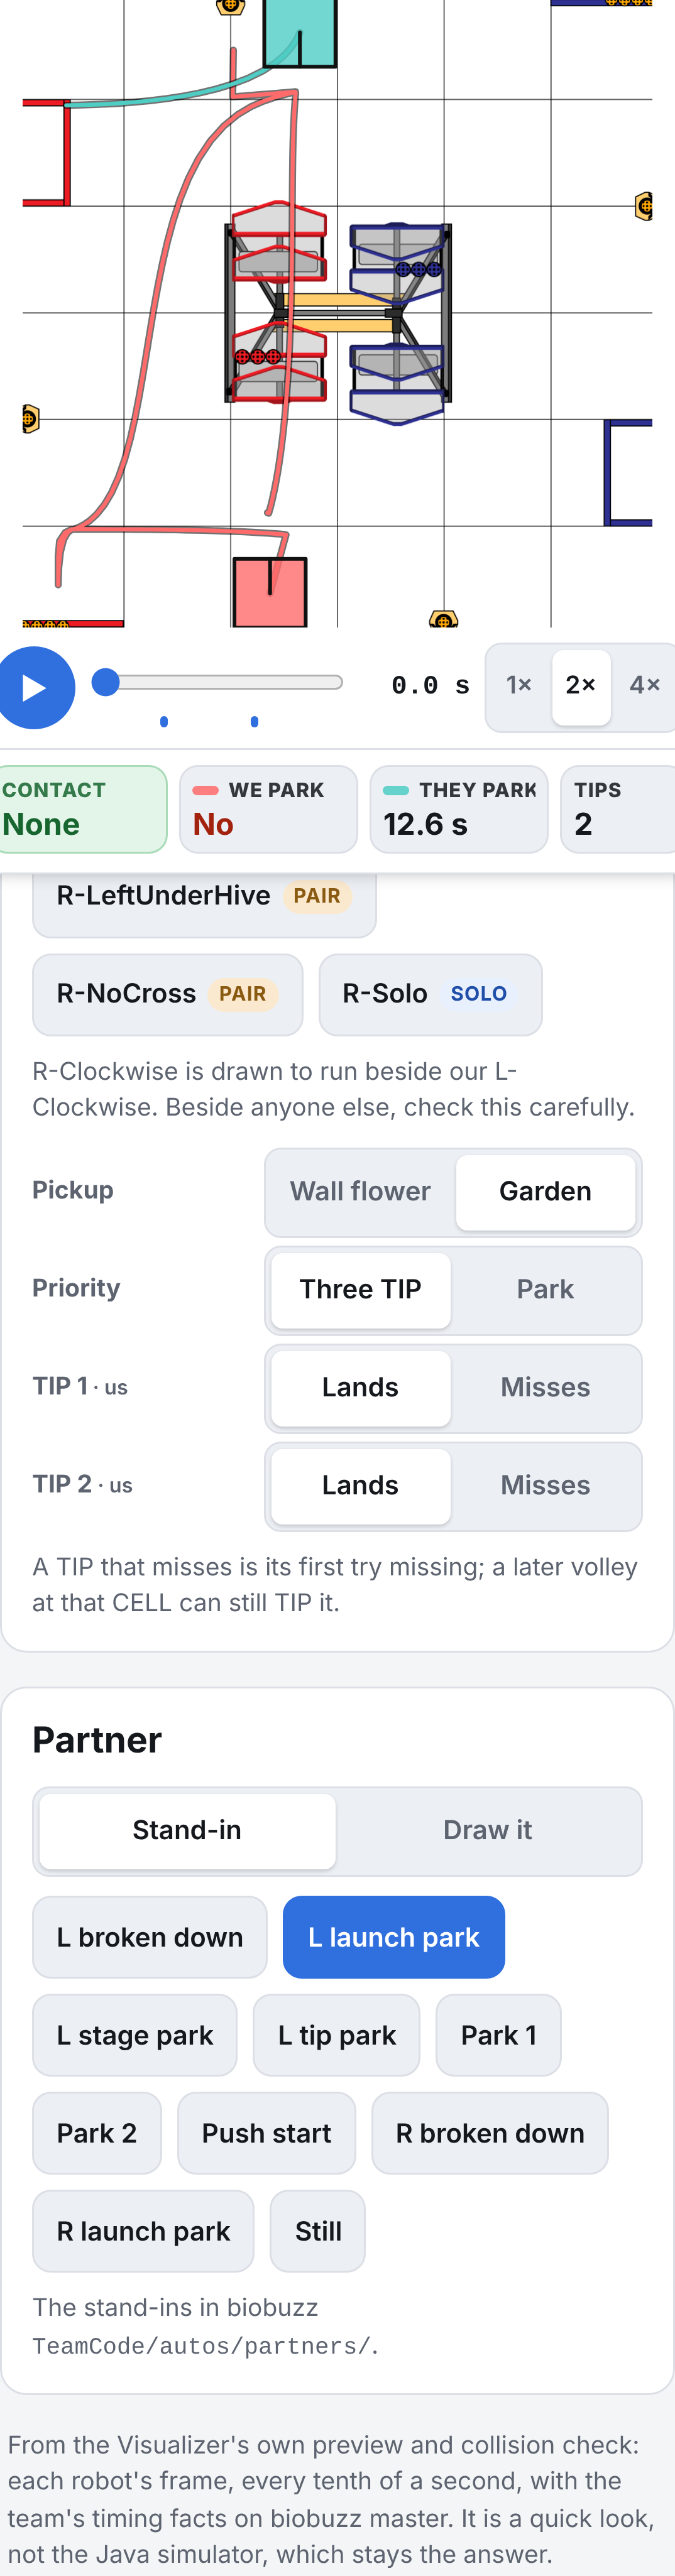 0.0 s
1×
2×
4×
CONTACT
None
WE PARK
No
THEY PARK
12.6 s
TIPS
2
R-LeftUnderHive PAIR
R-NoCross PAIR
R-Solo SOLO
R-Clockwise is drawn to run beside our L-
Clockwise. Beside anyone else, check this carefully.
Pickup
Wall flower
Garden
Priority
Three TIP
Park
TIP 1 · us
Lands
Misses
TIP 2 · us
Lands
Misses
A TIP that misses is its first try missing; a later volley
at that CELL can still TIP it.
Partner
Stand-in
Draw it
L broken down
L launch park
L stage park
L tip park
Park 1
Park 2
Push start
R broken down
R launch park
Still
The stand-ins in biobuzz
TeamCode/autos/partners/.
From the Visualizer's own preview and collision check:
each robot's frame, every tenth of a second, with the
team's timing facts on biobuzz master. It is a quick look,
not the Java simulator, which stays the answer.